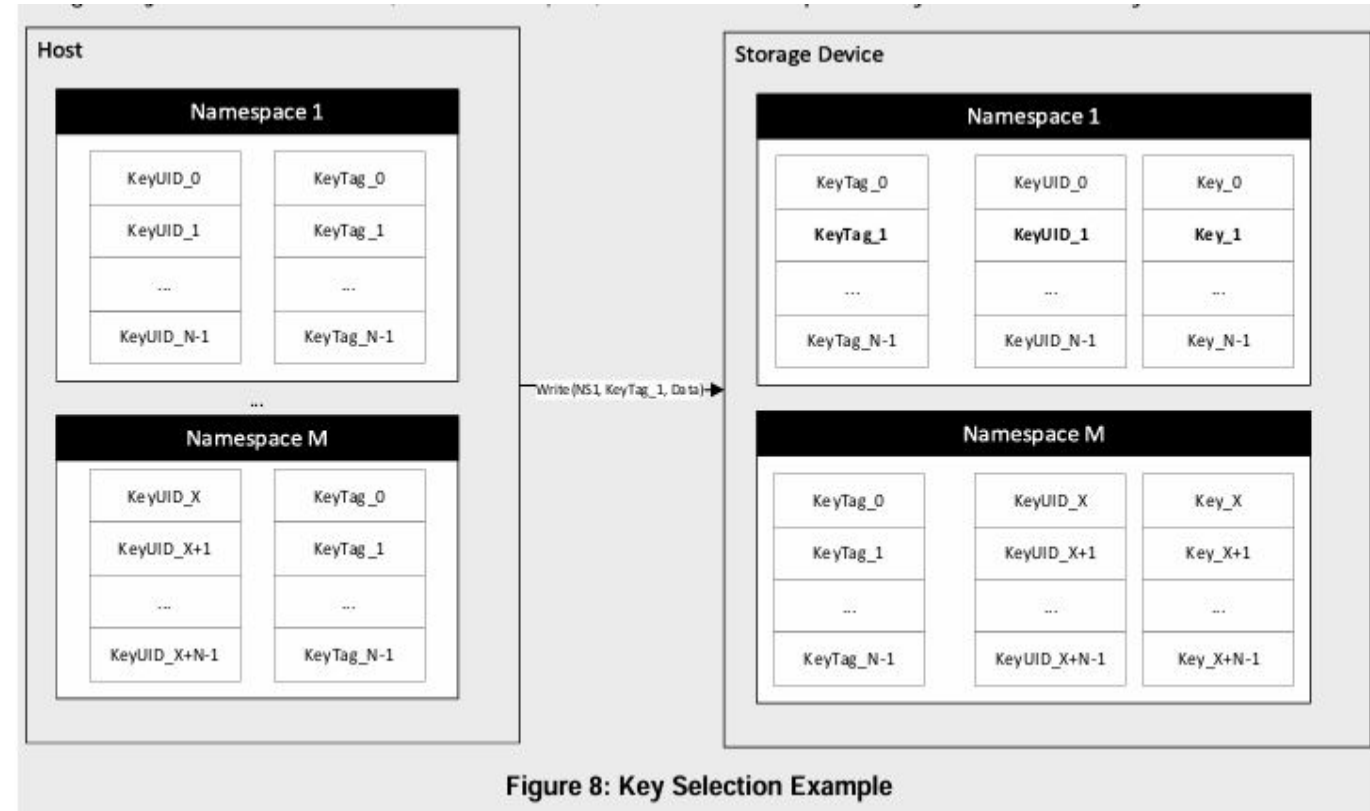 Host
Namespace 1
KeyUID_0 KeyTag_0
KeyUID_1 KeyTag_1
... ...
KeyUID_N-1 KeyTag_N-1
...
Namespace M
KeyUID_X KeyTag_0
KeyUID_X+1 KeyTag_1
... ...
KeyUID_X+N-1 KeyTag_N-1
Write(NS1, KeyTag_1, Data)
Storage Device
Namespace 1
KeyTag_0 KeyUID_0 Key_0
KeyTag_1 KeyUID_1 Key_1
... ... ...
KeyTag_N-1 KeyUID_N-1 Key_N-1
Namespace M
KeyTag_0 KeyUID_X Key_X
KeyTag_1 KeyUID_X+1 Key_X+1
... ... ...
KeyTag_N-1 KeyUID_X+N-1 Key_X+N-1
Figure 8: Key Selection Example